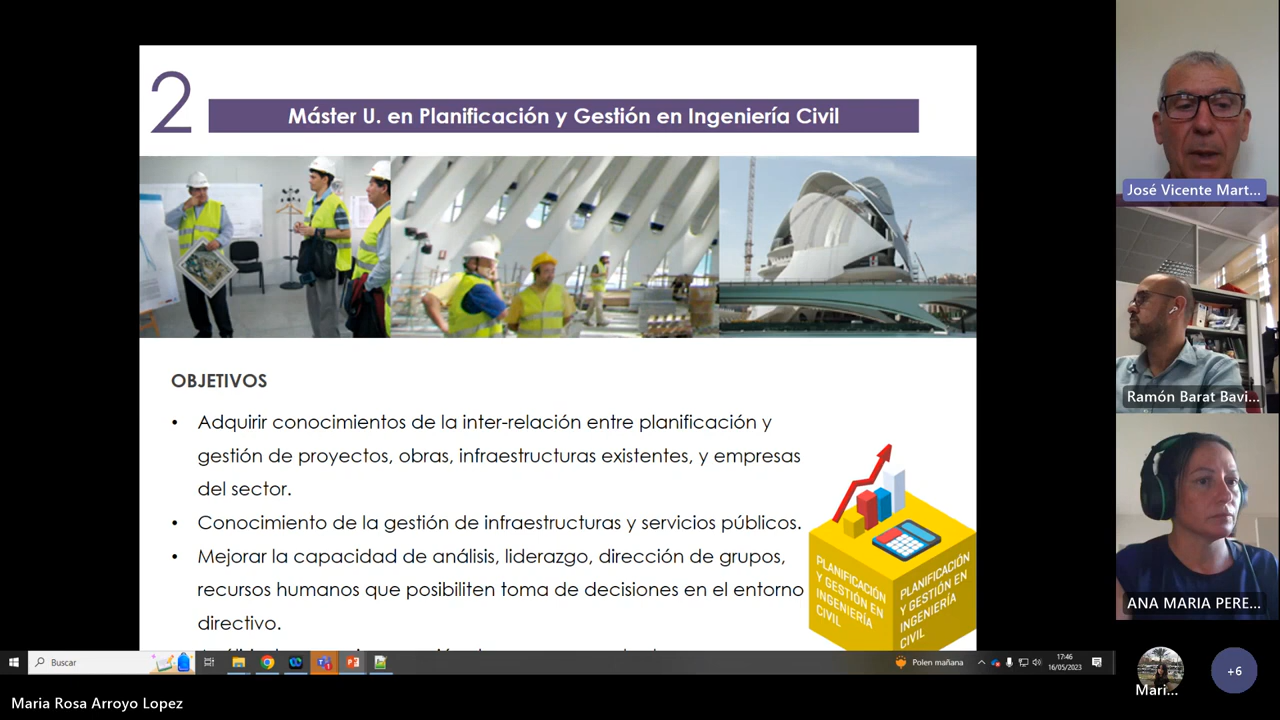 2
Máster U. en Planificación y Gestión en Ingeniería Civil
OBJETIVOS
• Adquirir conocimientos de la inter-relación entre planificación y
gestión de proyectos, obras, infraestructuras existentes, y empresas
del sector.
• Conocimiento de la gestión de infraestructuras y servicios públicos.
• Mejorar la capacidad de análisis, liderazgo, dirección de grupos,
recursos humanos que posibiliten toma de decisiones en el entorno
directivo.
PLANIFICACIÓN
Y GESTIÓN EN
INGENIERÍA
CIVIL
PLANIFICACIÓN
Y GESTIÓN EN
INGENIERÍA
CIVIL
José Vicente Mart...
Ramón Barat Bavi...
ANA MARIA PERE...
Mari...
+6
Buscar
Polen mañana
17:46
16/05/2023
Maria Rosa Arroyo Lopez